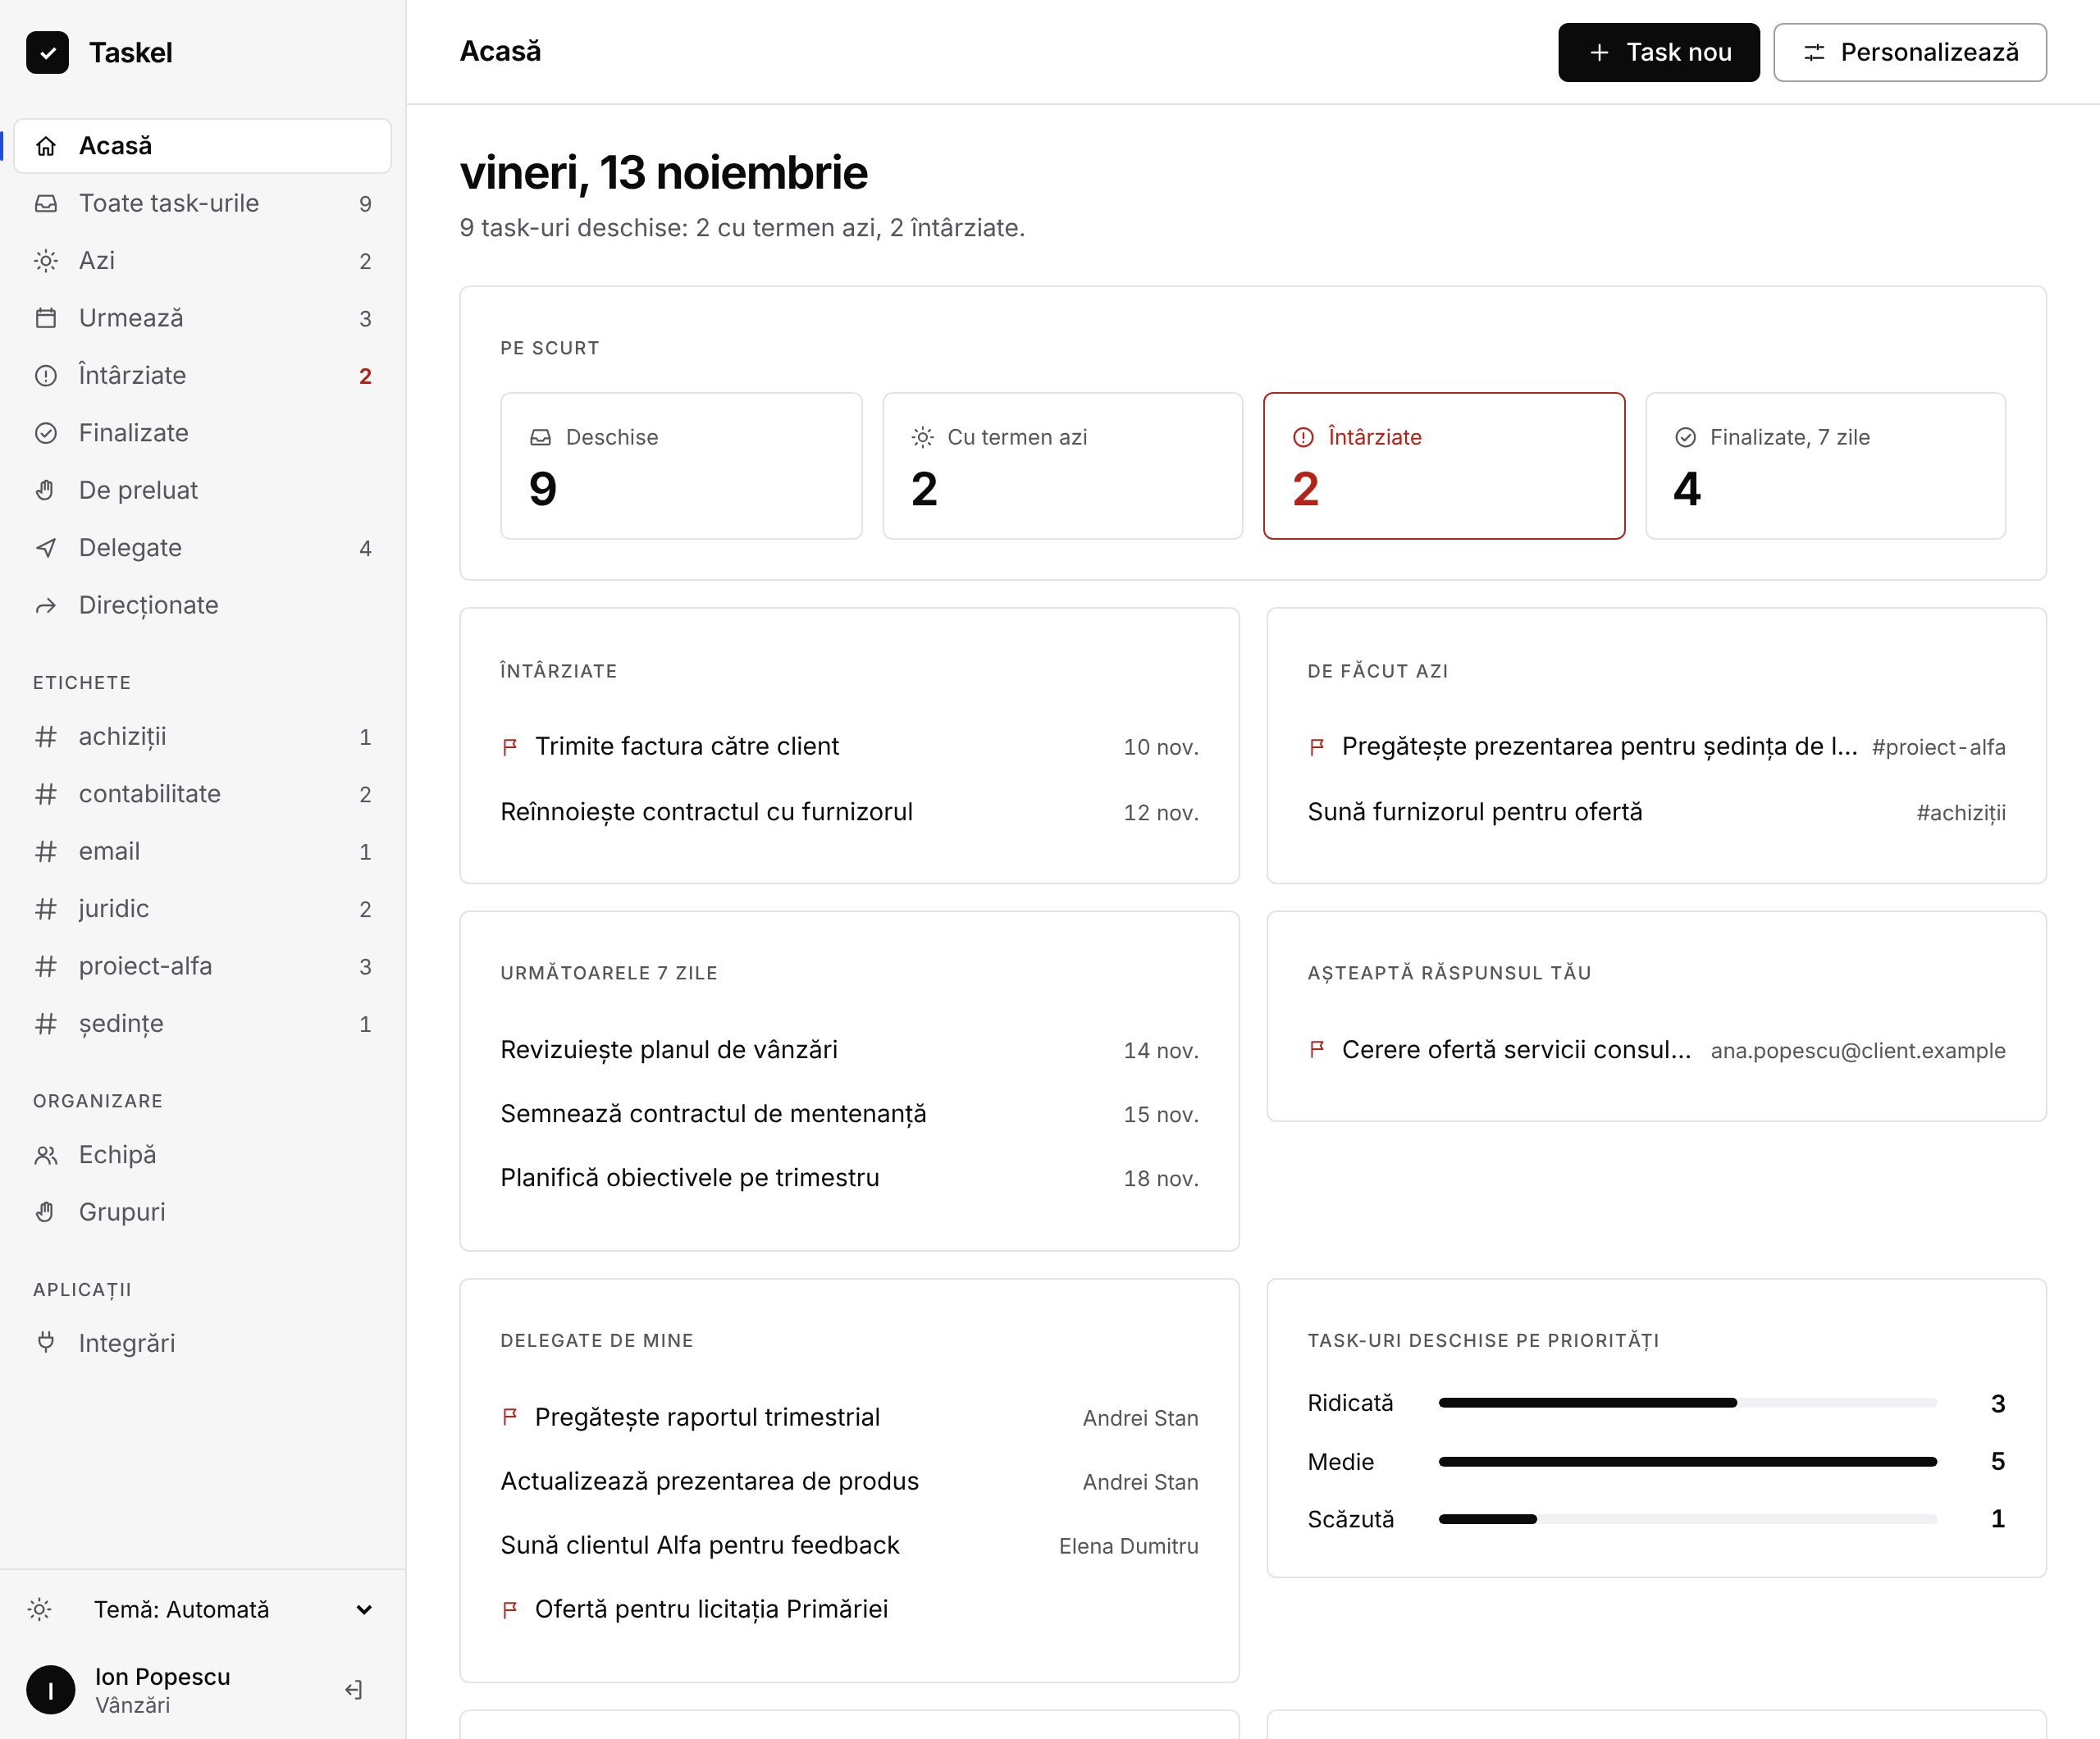 Taskel
Acasă
Toate task-urile 9
Azi 2
Urmează 3
Întârziate 2
Finalizate
De preluat
Delegate 4
Direcționate
ETICHETE
# achiziții 1
# contabilitate 2
# email 1
# juridic 2
# proiect-alfa 3
# ședințe 1
ORGANIZARE
Echipă
Grupuri
APLICAȚII
Integrări
Temă: Automată
I
Ion Popescu
Vânzări
Acasă
+ Task nou
Personalizează
vineri, 13 noiembrie
9 task-uri deschise: 2 cu termen azi, 2 întârziate.
PE SCURT
Deschise
9
Cu termen azi
2
Întârziate
2
Finalizate, 7 zile
4
ÎNTÂRZIATE
Trimite factura către client 10 nov.
Reînnoiește contractul cu furnizorul 12 nov.
DE FĂCUT AZI
Pregătește prezentarea pentru ședința de l... #proiect-alfa
Sună furnizorul pentru ofertă #achiziții
URMĂTOARELE 7 ZILE
Revizuiește planul de vânzări 14 nov.
Semnează contractul de mentenanță 15 nov.
Planifică obiectivele pe trimestru 18 nov.
AȘTEAPTĂ RĂSPUNSUL TĂU
Cerere ofertă servicii consul... ana.popescu@client.example
DELEGATE DE MINE
Pregătește raportul trimestrial Andrei Stan
Actualizează prezentarea de produs Andrei Stan
Sună clientul Alfa pentru feedback Elena Dumitru
Ofertă pentru licitația Primăriei
TASK-URI DESCHISE PE PRIORITĂȚI
Ridicată 3
Medie 5
Scăzută 1